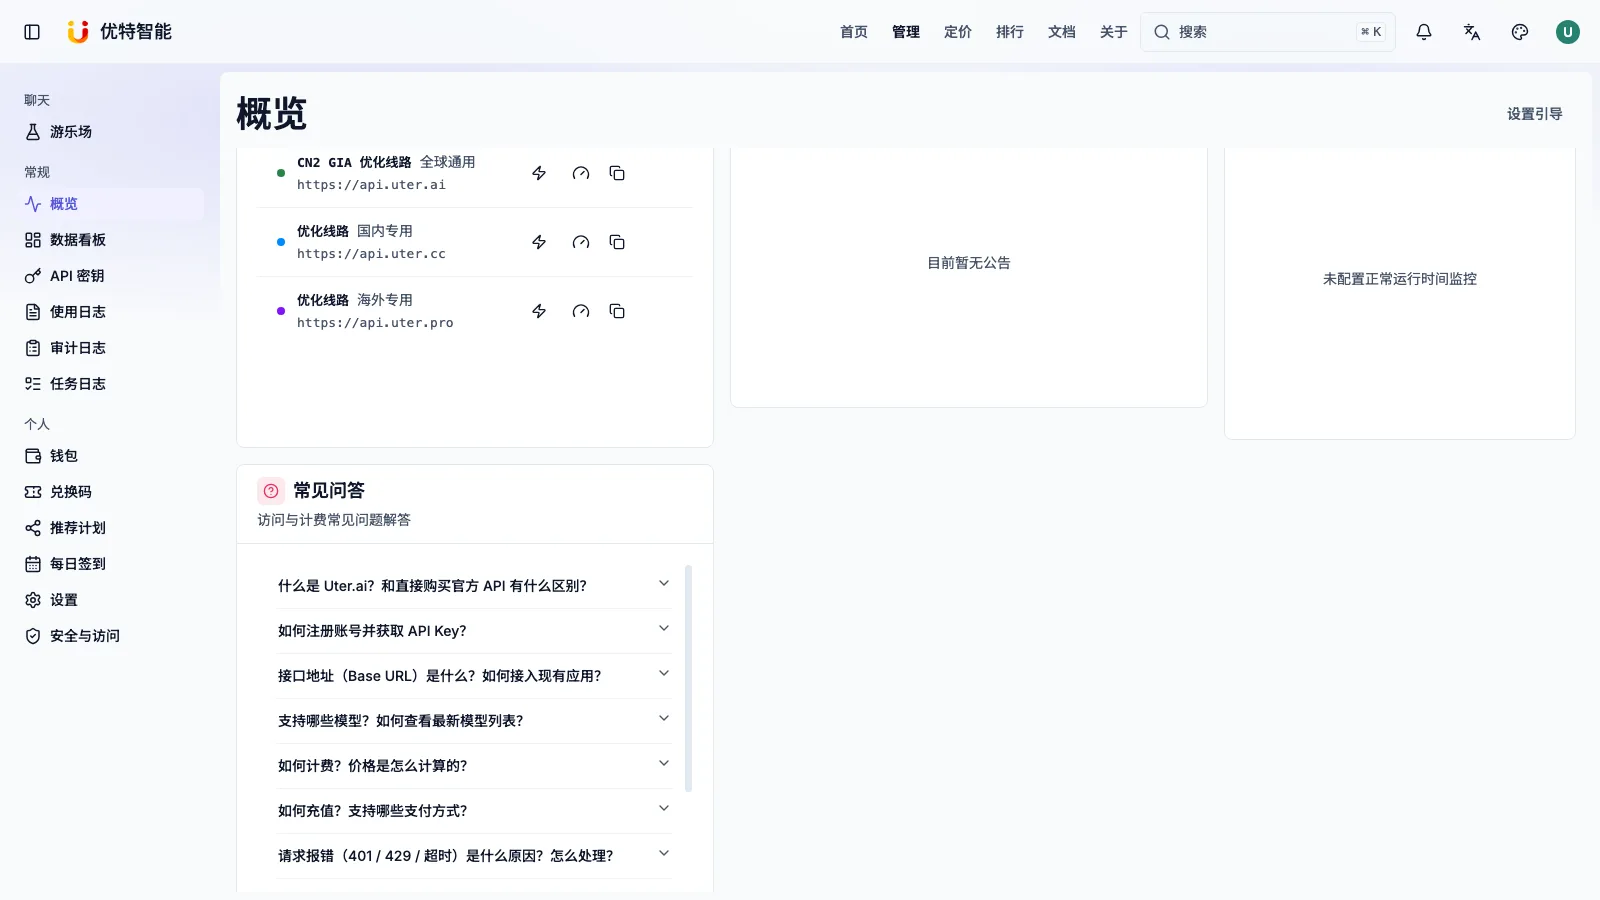 优特智能
首页
管理
定价
排行
文档
关于
搜索
⌘ K
U
聊天
游乐场
常规
概览
数据看板
API 密钥
使用日志
审计日志
任务日志
个人
钱包
兑换码
推荐计划
每日签到
设置
安全与访问
概览
设置引导
CN2 GIA 优化线路 全球通用
https://api.uter.ai
优化线路 国内专用
https://api.uter.cc
优化线路 海外专用
https://api.uter.pro
目前暂无公告
未配置正常运行时间监控
常见问答
访问与计费常见问题解答
什么是 Uter.ai？和直接购买官方 API 有什么区别？
如何注册账号并获取 API Key？
接口地址（Base URL）是什么？如何接入现有应用？
支持哪些模型？如何查看最新模型列表？
如何计费？价格是怎么计算的？
如何充值？支持哪些支付方式？
请求报错（401 / 429 / 超时）是什么原因？怎么处理？